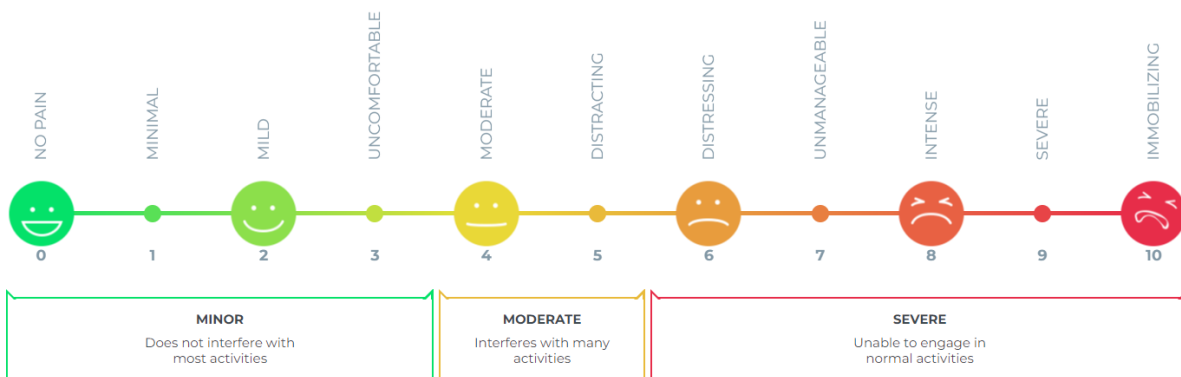 NO PAIN
MINIMAL
MILD
UNCOMFORTABLE
MODERATE
DISTRACTING
DISTRESSING
UNMANAGEABLE
INTENSE
SEVERE
IMMOBILIZING
0 1 2 3 4 5 6 7 8 9 10
MINOR
Does not interfere with
most activities
MODERATE
Interferes with many
activities
SEVERE
Unable to engage in
normal activities